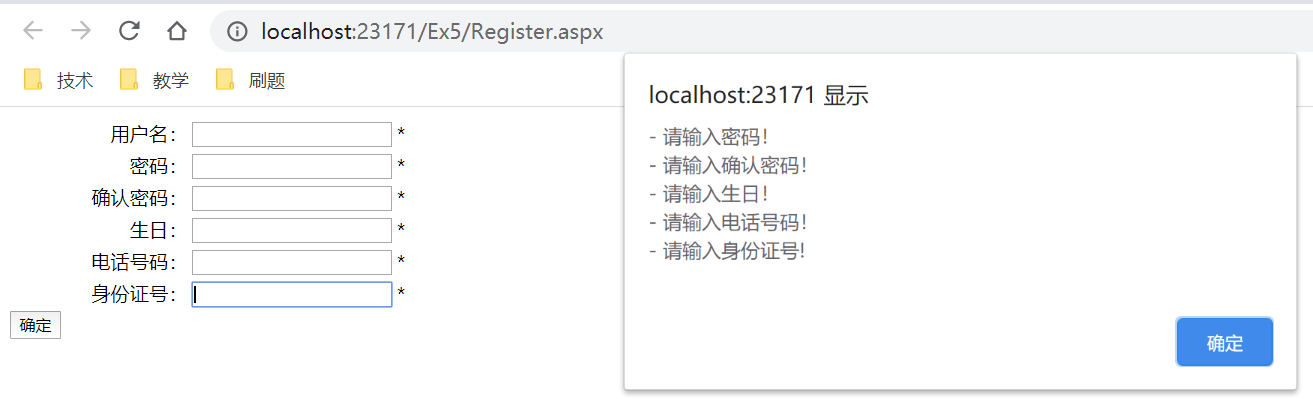 localhost:23171/Ex5/Register.aspx
技术 教学 刷题
用户名： *
密码： *
确认密码： *
生日： *
电话号码： *
身份证号： *
确定
localhost:23171 显示
- 请输入密码！
- 请输入确认密码！
- 请输入生日！
- 请输入电话号码！
- 请输入身份证号!
确定